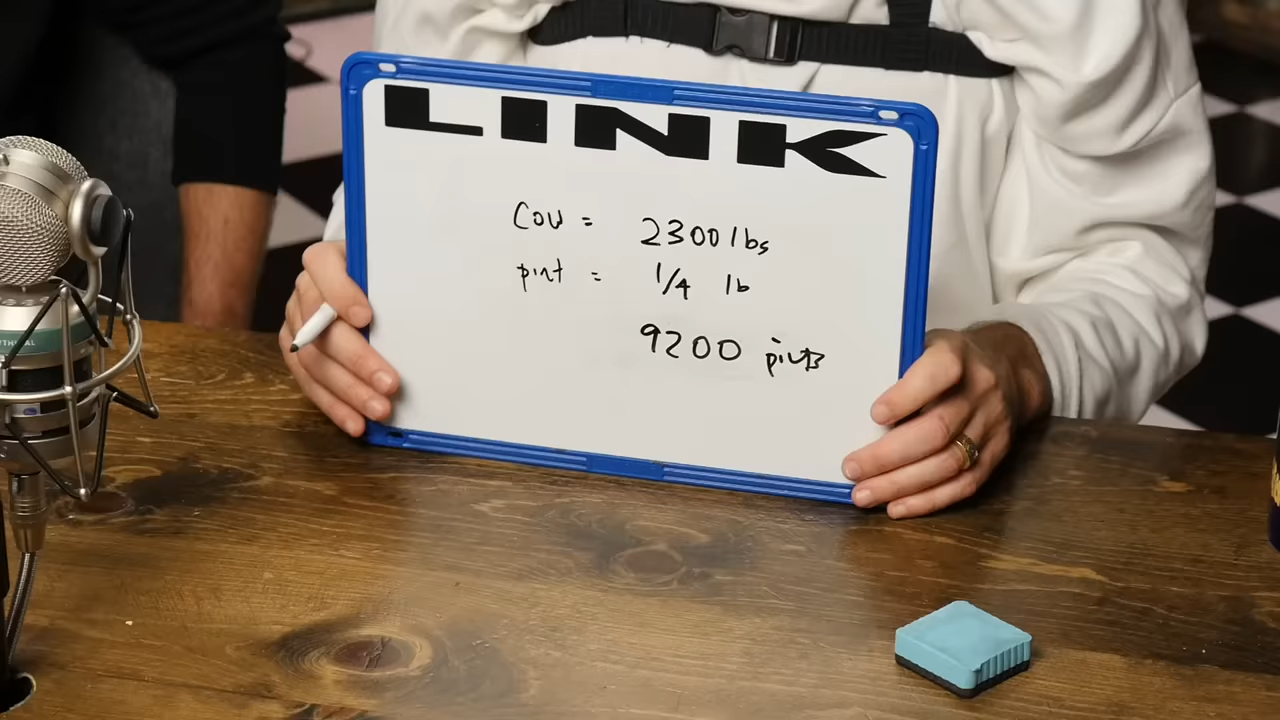 LINK
Cow = 2300 lbs
pint = 1/4 lb
9200 pints